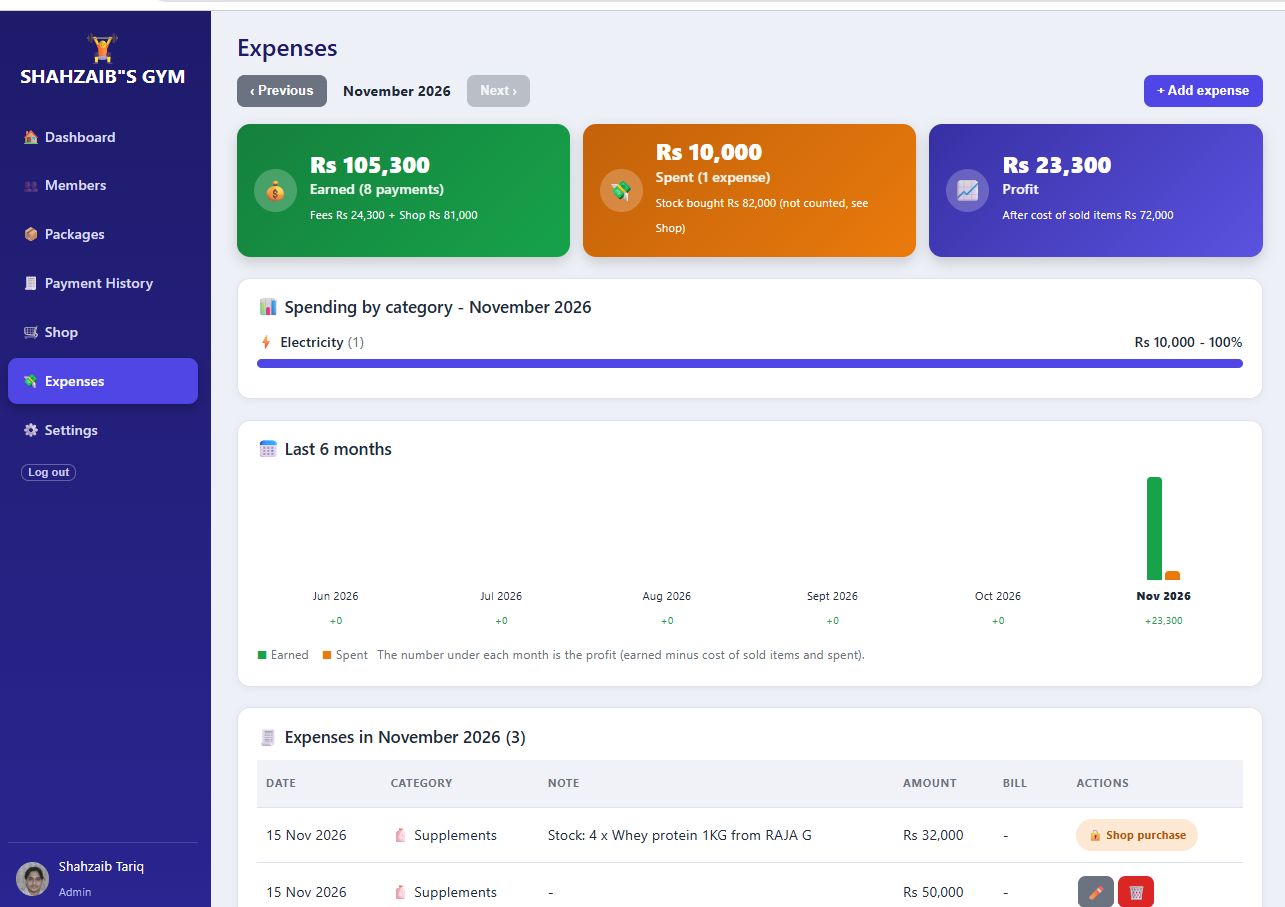 SHAHZAIB"S GYM
Dashboard
Members
Packages
Payment History
Shop
Expenses
Settings
Log out
Shahzaib Tariq
Admin
Expenses
‹ Previous
November 2026
Next ›
+ Add expense
Rs 105,300
Earned (8 payments)
Fees Rs 24,300 + Shop Rs 81,000
Rs 10,000
Spent (1 expense)
Stock bought Rs 82,000 (not counted, see
Shop)
Rs 23,300
Profit
After cost of sold items Rs 72,000
Spending by category - November 2026
Electricity (1)
Rs 10,000 - 100%
Last 6 months
Jun 2026
Jul 2026
Aug 2026
Sept 2026
Oct 2026
Nov 2026
+0
+0
+0
+0
+0
+23,300
Earned
Spent
The number under each month is the profit (earned minus cost of sold items and spent).
Expenses in November 2026 (3)
DATE CATEGORY NOTE AMOUNT BILL ACTIONS
15 Nov 2026 Supplements Stock: 4 x Whey protein 1KG from RAJA G Rs 32,000 - Shop purchase
15 Nov 2026 Supplements - Rs 50,000 -